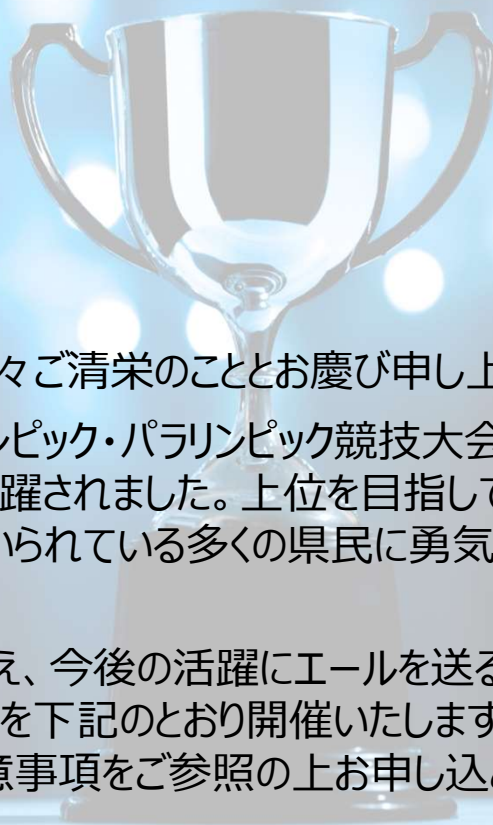 々ご清栄のこととお慶び申し上
ンピック・パラリンピック競技大会
躍されました。上位を目指して
いられている多くの県民に勇気
え、今後の活躍にエールを送る
を下記のとおり開催いたします
意事項をご参照の上お申し込